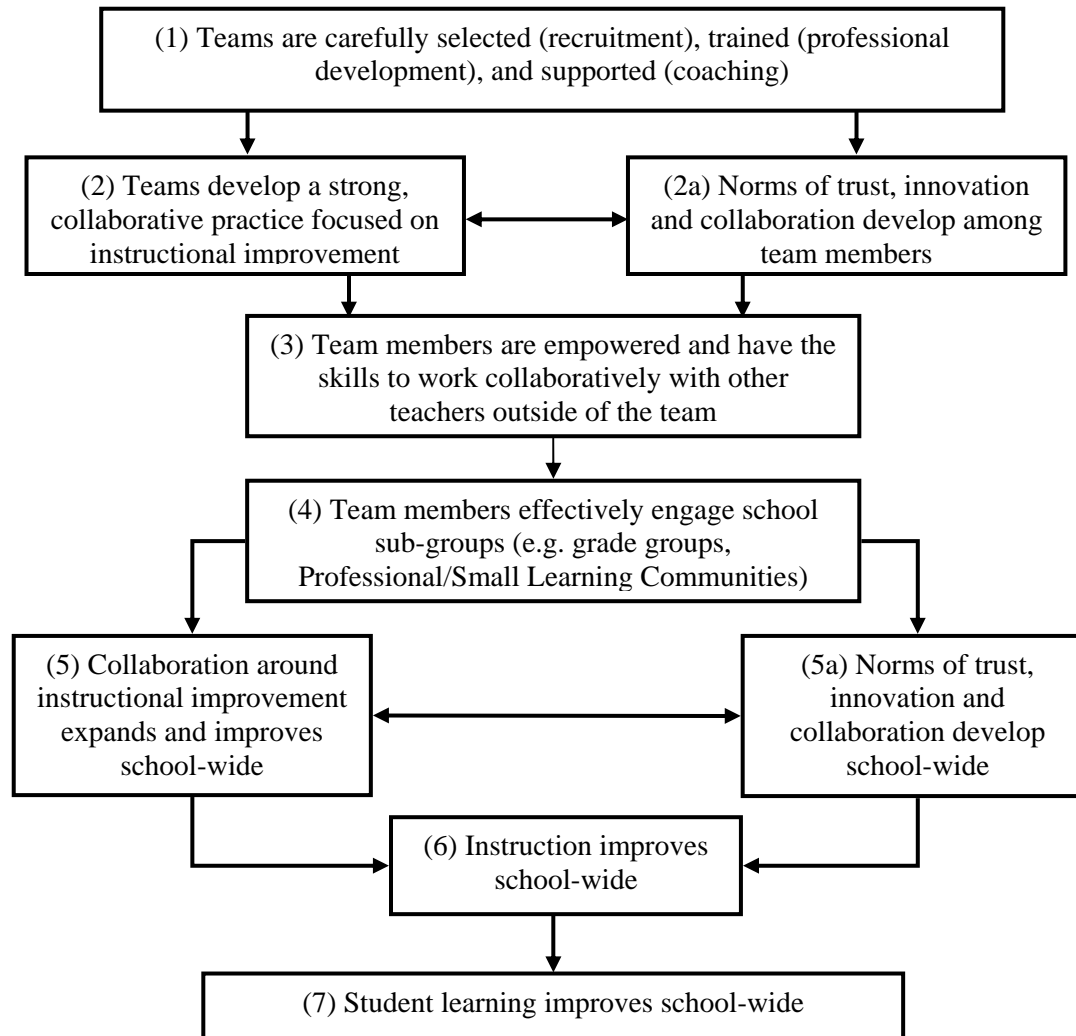 (1) Teams are carefully selected (recruitment), trained (professional
development), and supported (coaching)
(2) Teams develop a strong,
collaborative practice focused on
instructional improvement
(2a) Norms of trust, innovation
and collaboration develop among
team members
(3) Team members are empowered and have the
skills to work collaboratively with other
teachers outside of the team
(4) Team members effectively engage school
sub-groups (e.g. grade groups,
Professional/Small Learning Communities)
(5) Collaboration around
instructional improvement
expands and improves
school-wide
(5a) Norms of trust,
innovation and
collaboration develop
school-wide
(6) Instruction improves
school-wide
(7) Student learning improves school-wide